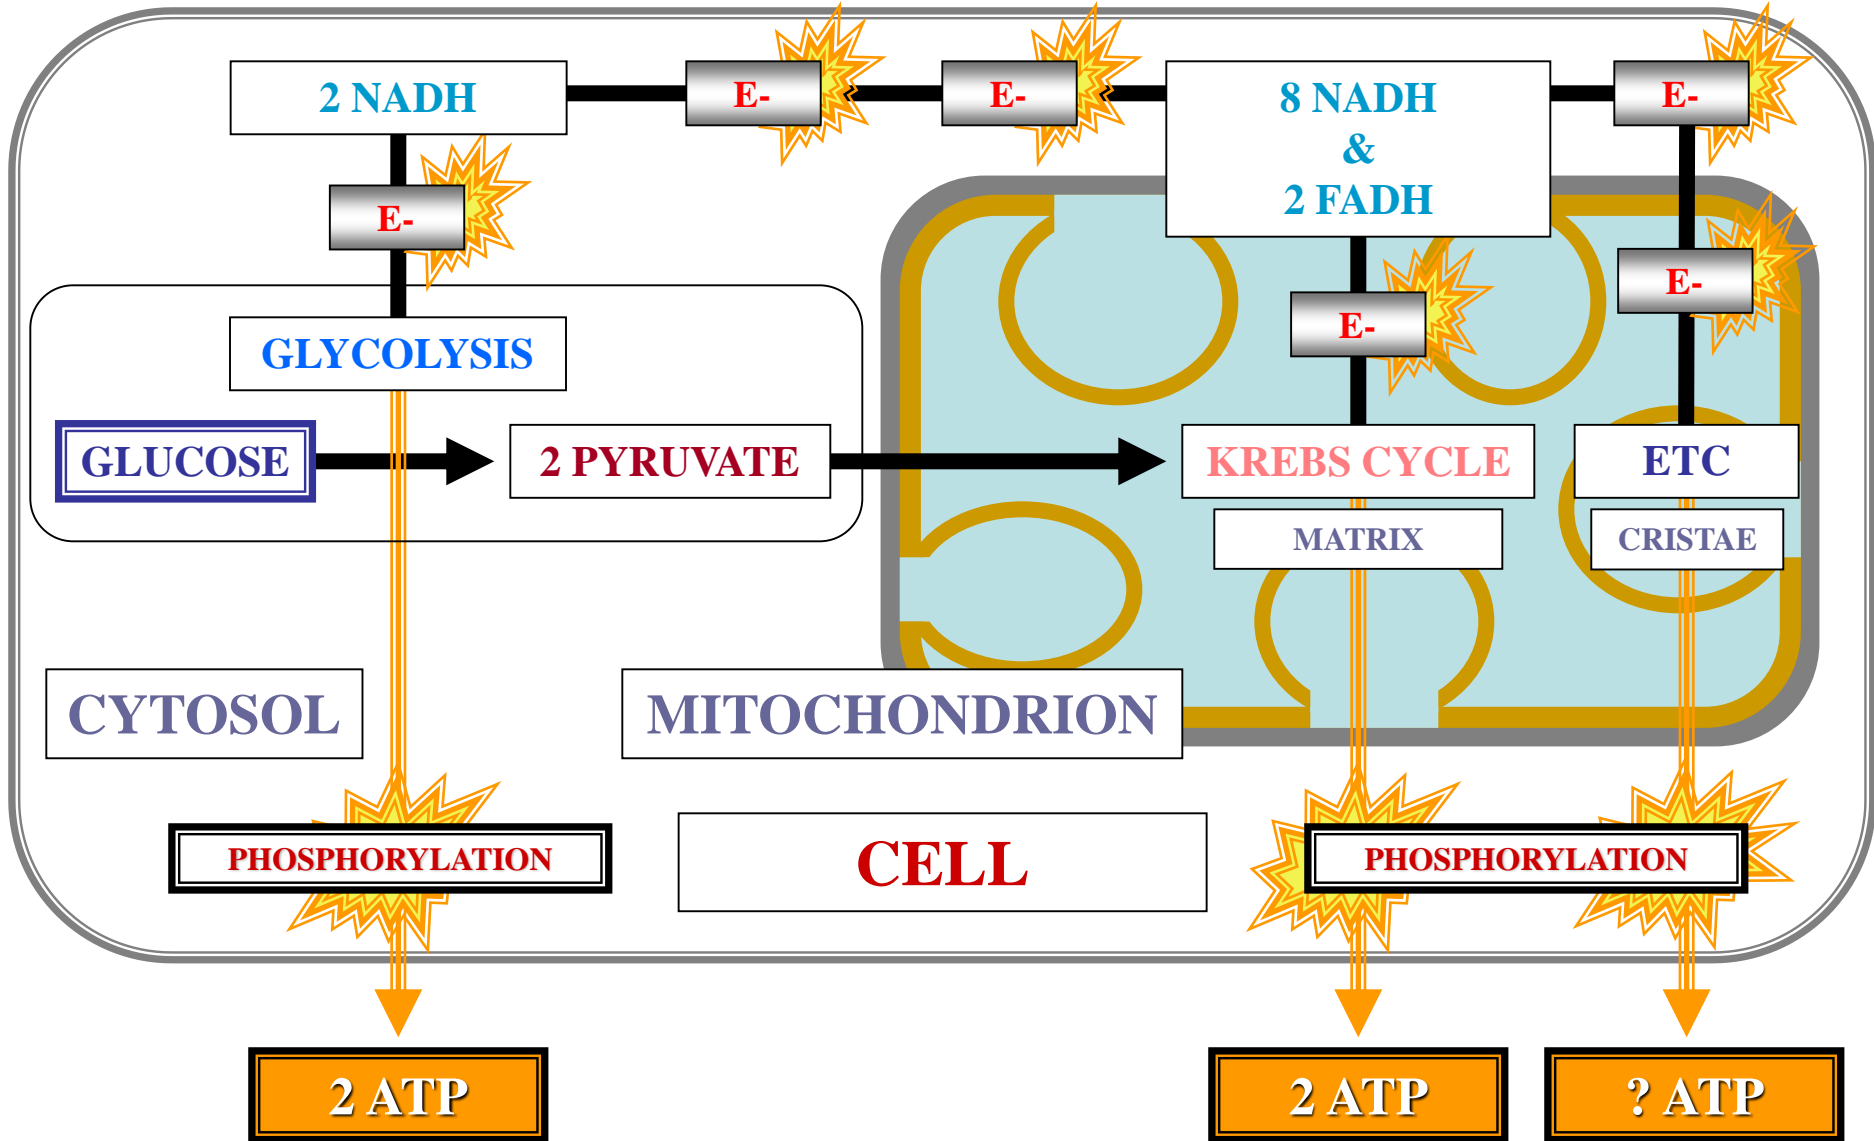 2 NADH
E-
E-
8 NADH
&
2 FADH
E-
E-
E-
E-
GLYCOLYSIS
GLUCOSE
2 PYRUVATE
KREBS CYCLE
ETC
MATRIX
CRISTAE
CYTOSOL
MITOCHONDRION
PHOSPHORYLATION
CELL
PHOSPHORYLATION
2 ATP
2 ATP
? ATP